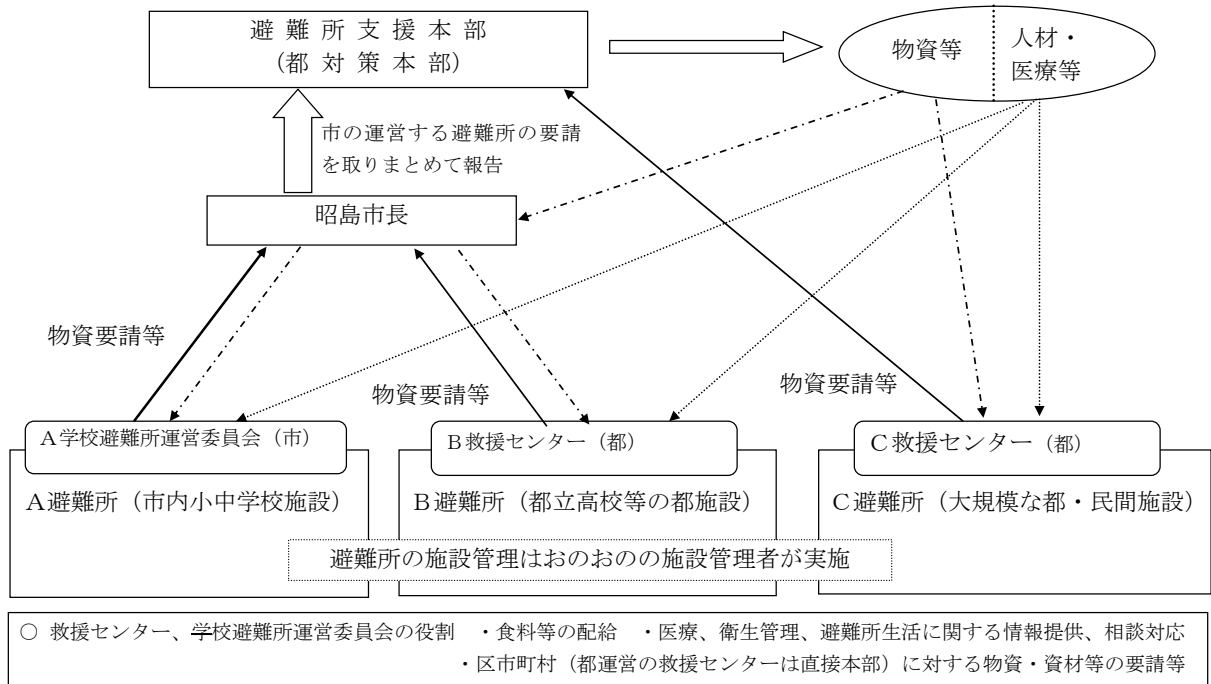 避難所支援本部
(都対策本部)
物資等
人材・
医療等
市の運営する避難所の要請
を取りまとめて報告
昭島市長
物資要請等
物資要請等
物資要請等
A学校避難所運営委員会（市）
B救援センター（都）
C救援センター（都）
A避難所（市内小中学校施設）
B避難所（都立高校等の都施設）
C避難所（大規模な都・民間施設）
避難所の施設管理はおのおのの施設管理者が実施
○ 救援センター、学校避難所運営委員会の役割　・食料等の配給　・医療、衛生管理、避難所生活に関する情報提供、相談対応
・区市町村（都運営の救援センターは直接本部）に対する物資・資材等の要請等